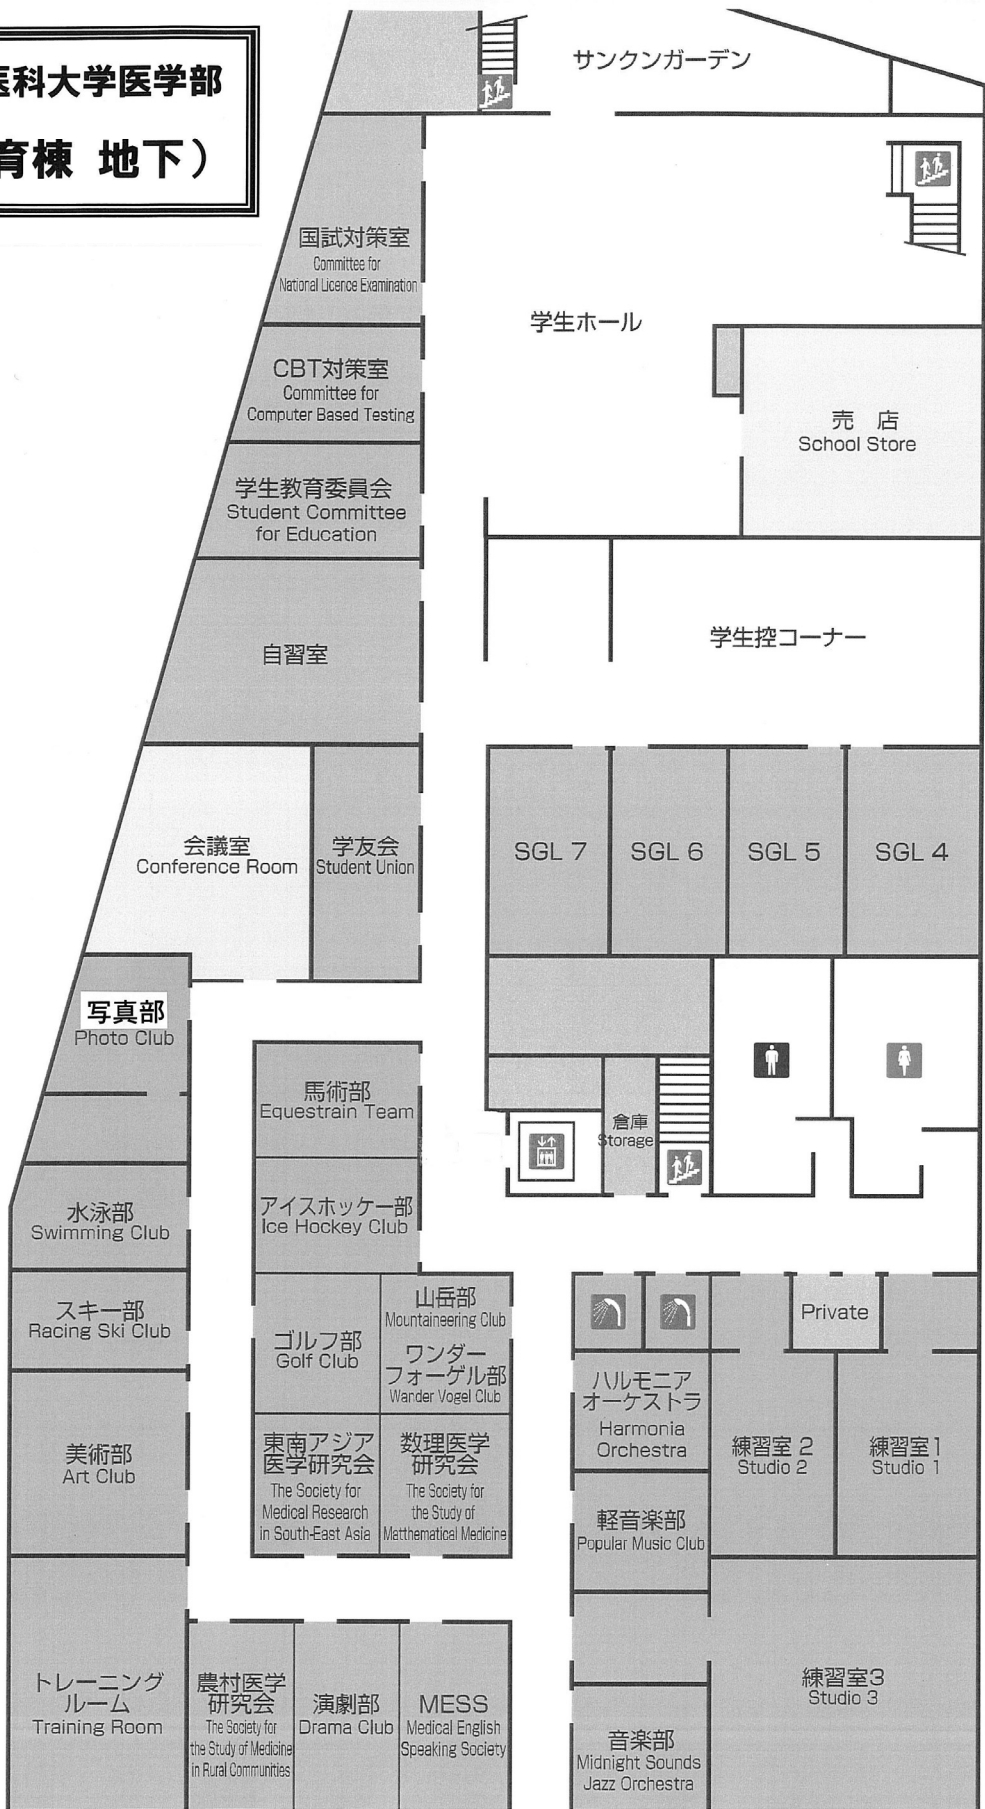 医科大学医学部
育棟 地下）
サンクンガーデン
国試対策室
Committee for
National Licence Examination
学生ホール
CBT対策室
Committee for
Computer Based Testing
売 店
School Store
学生教育委員会
Student Committee
for Education
自習室
学生控コーナー
会議室
Conference Room
学友会
Student Union
SGL 7
SGL 6
SGL 5
SGL 4
写真部
Photo Club
馬術部
Equestrain Team
倉庫
Storage
水泳部
Swimming Club
アイスホッケー部
Ice Hockey Club
スキー部
Racing Ski Club
ゴルフ部
Golf Club
山岳部
Mountaineering Club
ワンダー
フォーゲル部
Wander Vogel Club
Private
ハルモニア
オーケストラ
Harmonia
Orchestra
練習室 2
Studio 2
練習室1
Studio 1
美術部
Art Club
東南アジア
医学研究会
The Society for
Medical Research
in South-East Asia
数理医学
研究会
The Society for
the Study of
Matthematical Medicine
軽音楽部
Popular Music Club
トレーニング
ルーム
Training Room
農村医学
研究会
The Society for
the Study of Medicine
in Rural Communities
演劇部
Drama Club
MESS
Medical English
Speaking Society
練習室3
Studio 3
音楽部
Midnight Sounds
Jazz Orchestra